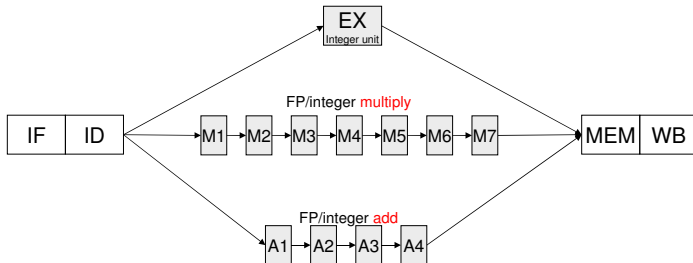 EX
Integer unit
FP/integer multiply
IF ID M1 M2 M3 M4 M5 M6 M7 MEM WB
FP/integer add
A1 A2 A3 A4